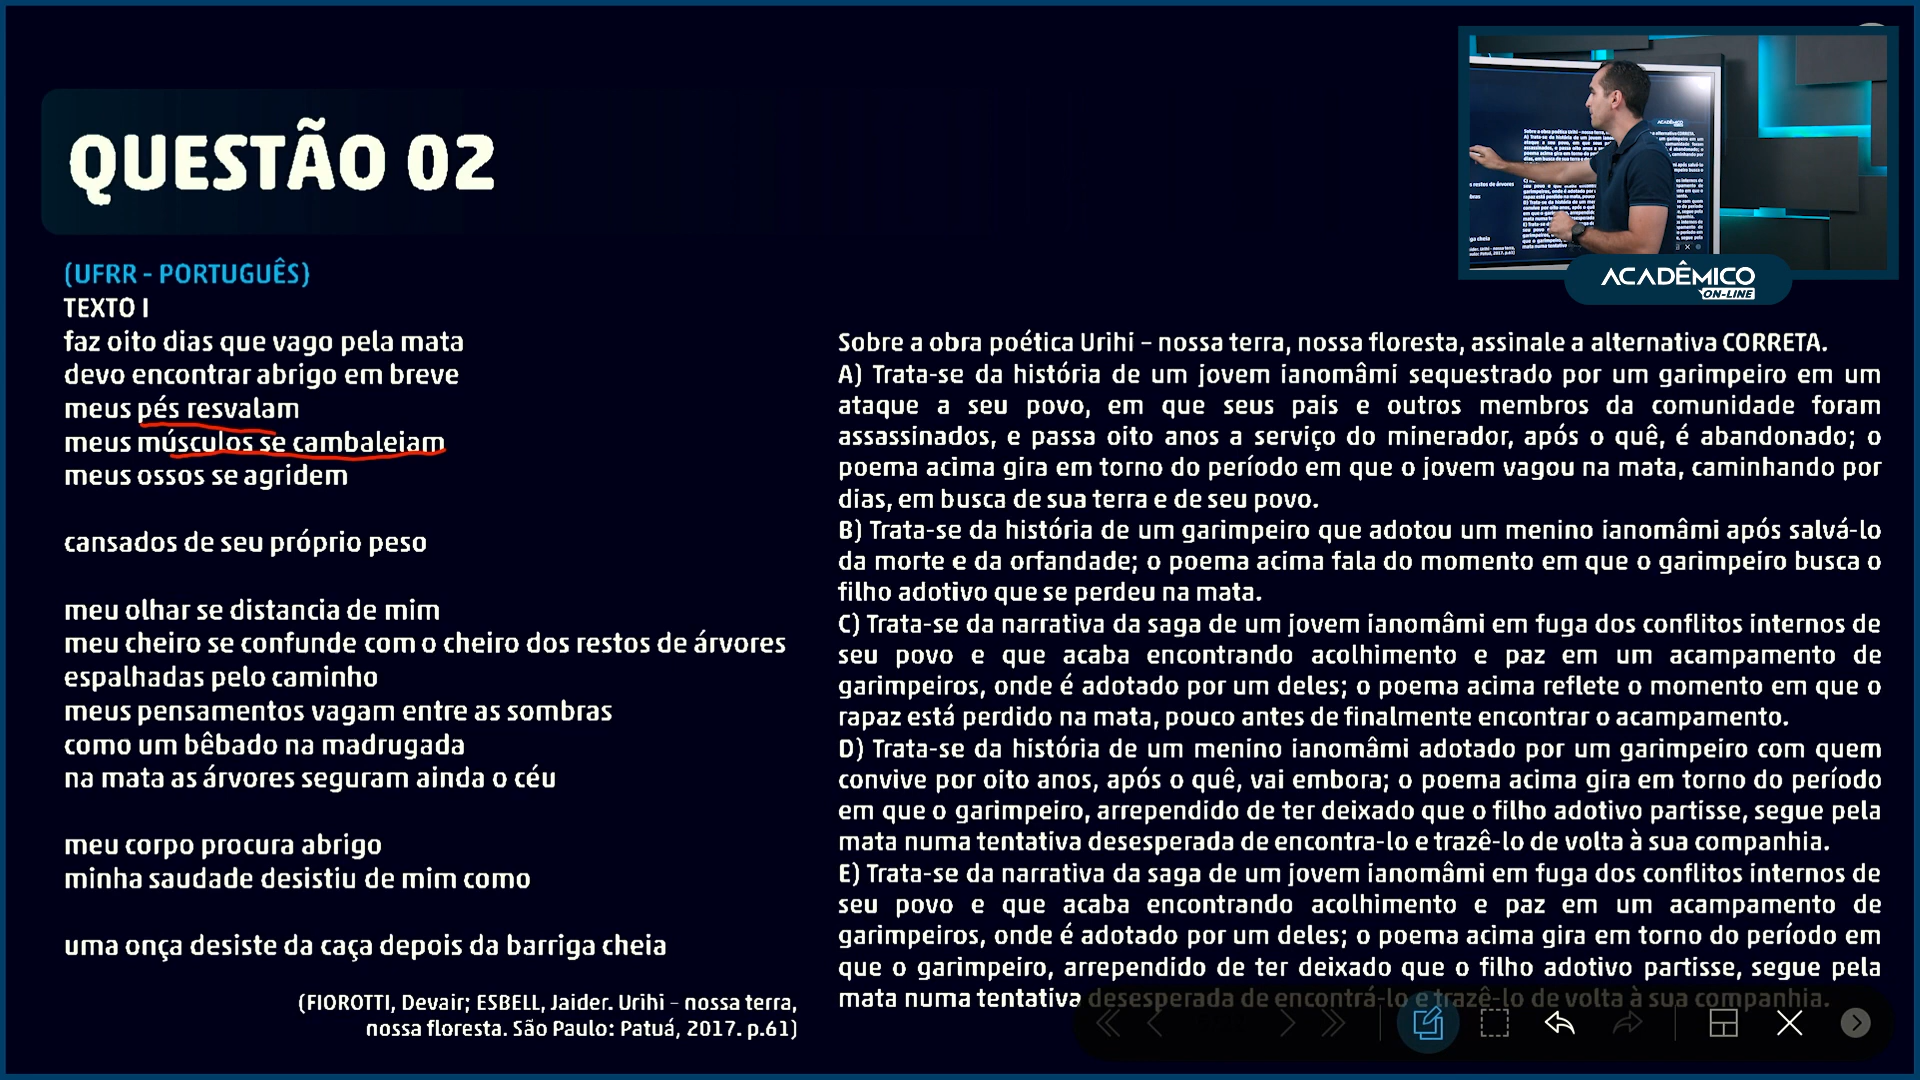 QUESTÃO 02
(UFRR - PORTUGUÊS)
TEXTO I
faz oito dias que vago pela mata
devo encontrar abrigo em breve
meus pés resvalam
meus músculos se cambaleiam
meus ossos se agridem
cansados de seu próprio peso
meu olhar se distancia de mim
meu cheiro se confunde com o cheiro dos restos de árvores
espalhadas pelo caminho
meus pensamentos vagam entre as sombras
como um bêbado na madrugada
na mata as árvores seguram ainda o céu
meu corpo procura abrigo
minha saudade desistiu de mim como
uma onça desiste da caça depois da barriga cheia
(FIOROTTI, Devair; ESBELL, Jaider. Urihi – nossa terra,
nossa floresta. São Paulo: Patuá, 2017. p.61)
ACADÊMICO
ON-LINE
Sobre a obra poética Urihi – nossa terra, nossa floresta, assinale a alternativa CORRETA.
A) Trata-se da história de um jovem ianomâmi sequestrado por um garimpeiro em um
ataque a seu povo, em que seus pais e outros membros da comunidade foram
assassinados, e passa oito anos a serviço do minerador, após o quê, é abandonado; o
poema acima gira em torno do período em que o jovem vagou na mata, caminhando por
dias, em busca de sua terra e de seu povo.
B) Trata-se da história de um garimpeiro que adotou um menino ianomâmi após salvá-lo
da morte e da orfandade; o poema acima fala do momento em que o garimpeiro busca o
filho adotivo que se perdeu na mata.
C) Trata-se da narrativa da saga de um jovem ianomâmi em fuga dos conflitos internos de
seu povo e que acaba encontrando acolhimento e paz em um acampamento de
garimpeiros, onde é adotado por um deles; o poema acima reflete o momento em que o
rapaz está perdido na mata, pouco antes de finalmente encontrar o acampamento.
D) Trata-se da história de um menino ianomâmi adotado por um garimpeiro com quem
convive por oito anos, após o quê, vai embora; o poema acima gira em torno do período
em que o garimpeiro, arrependido de ter deixado que o filho adotivo partisse, segue pela
mata numa tentativa desesperada de encontra-lo e trazê-lo de volta à sua companhia.
E) Trata-se da narrativa da saga de um jovem ianomâmi em fuga dos conflitos internos de
seu povo e que acaba encontrando acolhimento e paz em um acampamento de
garimpeiros, onde é adotado por um deles; o poema acima gira em torno do período em
que o garimpeiro, arrependido de ter deixado que o filho adotivo partisse, segue pela
mata numa tentativa desesperada de encontrá-lo e trazê-lo de volta à sua companhia.